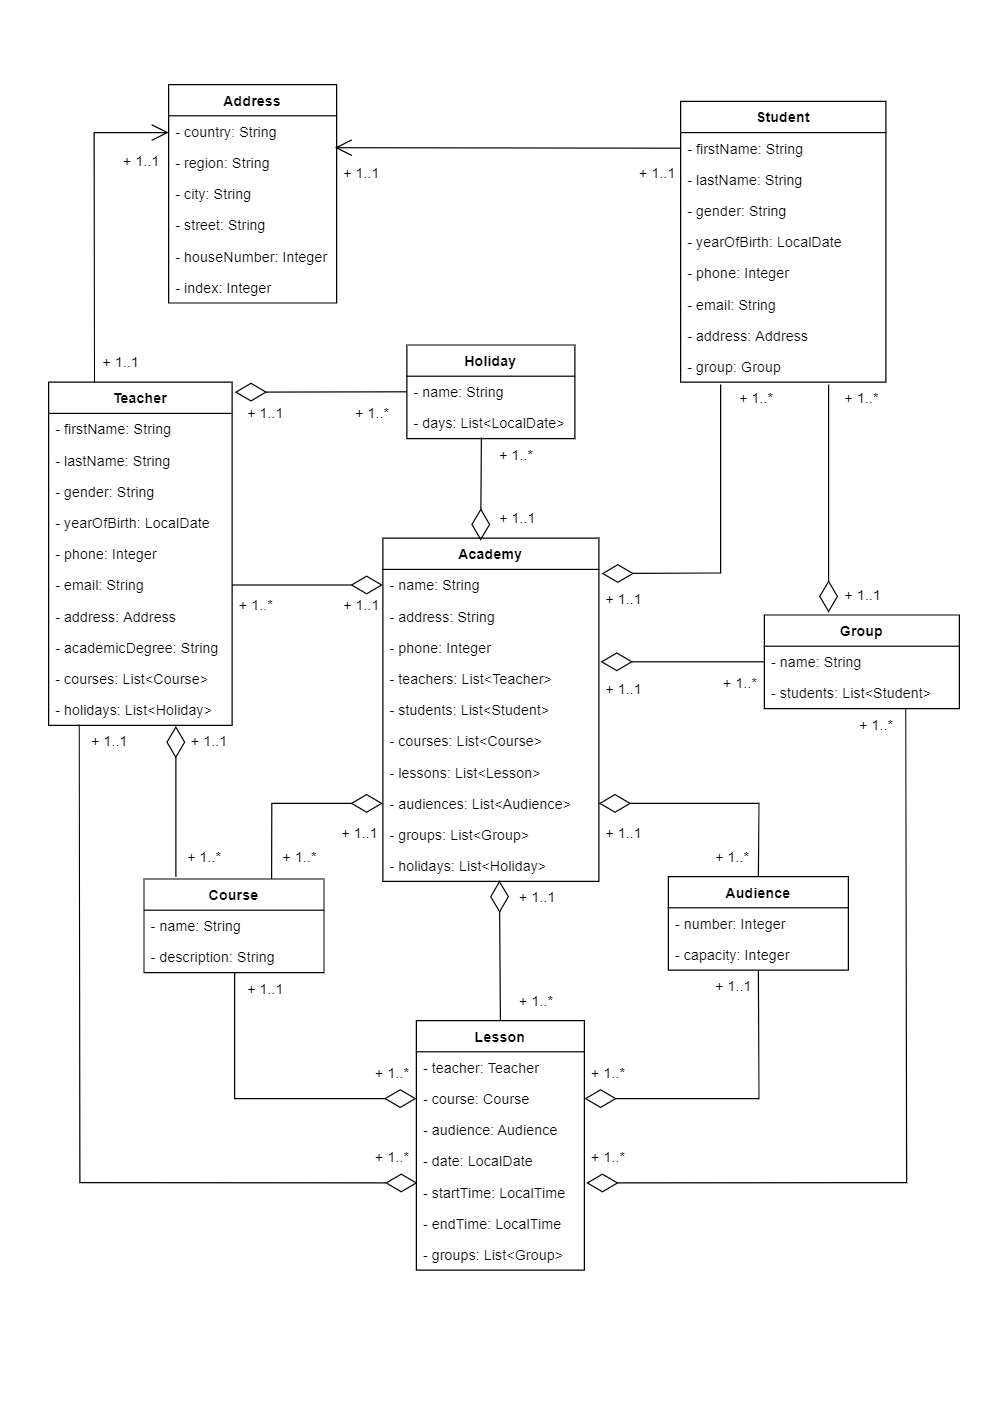 Address
- country: String
- region: String
- city: String
- street: String
- houseNumber: Integer
- index: Integer
Student
- firstName: String
- lastName: String
- gender: String
- yearOfBirth: LocalDate
- phone: Integer
- email: String
- address: Address
- group: Group
+ 1..1
+ 1..1
+ 1..1
+ 1..1
Holiday
- name: String
- days: List<LocalDate>
Teacher
- firstName: String
- lastName: String
- gender: String
- yearOfBirth: LocalDate
- phone: Integer
- email: String
- address: Address
- academicDegree: String
- courses: List<Course>
- holidays: List<Holiday>
+ 1..1
+ 1..*
+ 1..*
+ 1..1
+ 1..*
+ 1..*
Academy
- name: String
- address: String
- phone: Integer
- teachers: List<Teacher>
- students: List<Student>
- courses: List<Course>
- lessons: List<Lesson>
- audiences: List<Audience>
- groups: List<Group>
- holidays: List<Holiday>
+ 1..*
+ 1..1
+ 1..1
+ 1..1
Group
- name: String
- students: List<Student>
+ 1..1
+ 1..*
+ 1..*
+ 1..1
+ 1..1
+ 1..1
+ 1..1
+ 1..*
+ 1..*
+ 1..*
+ 1..1
Course
- name: String
- description: String
Audience
- number: Integer
- capacity: Integer
+ 1..1
+ 1..1
+ 1..*
Lesson
- teacher: Teacher
- course: Course
- audience: Audience
- date: LocalDate
- startTime: LocalTime
- endTime: LocalTime
- groups: List<Group>
+ 1..*
+ 1..*
+ 1..*
+ 1..*